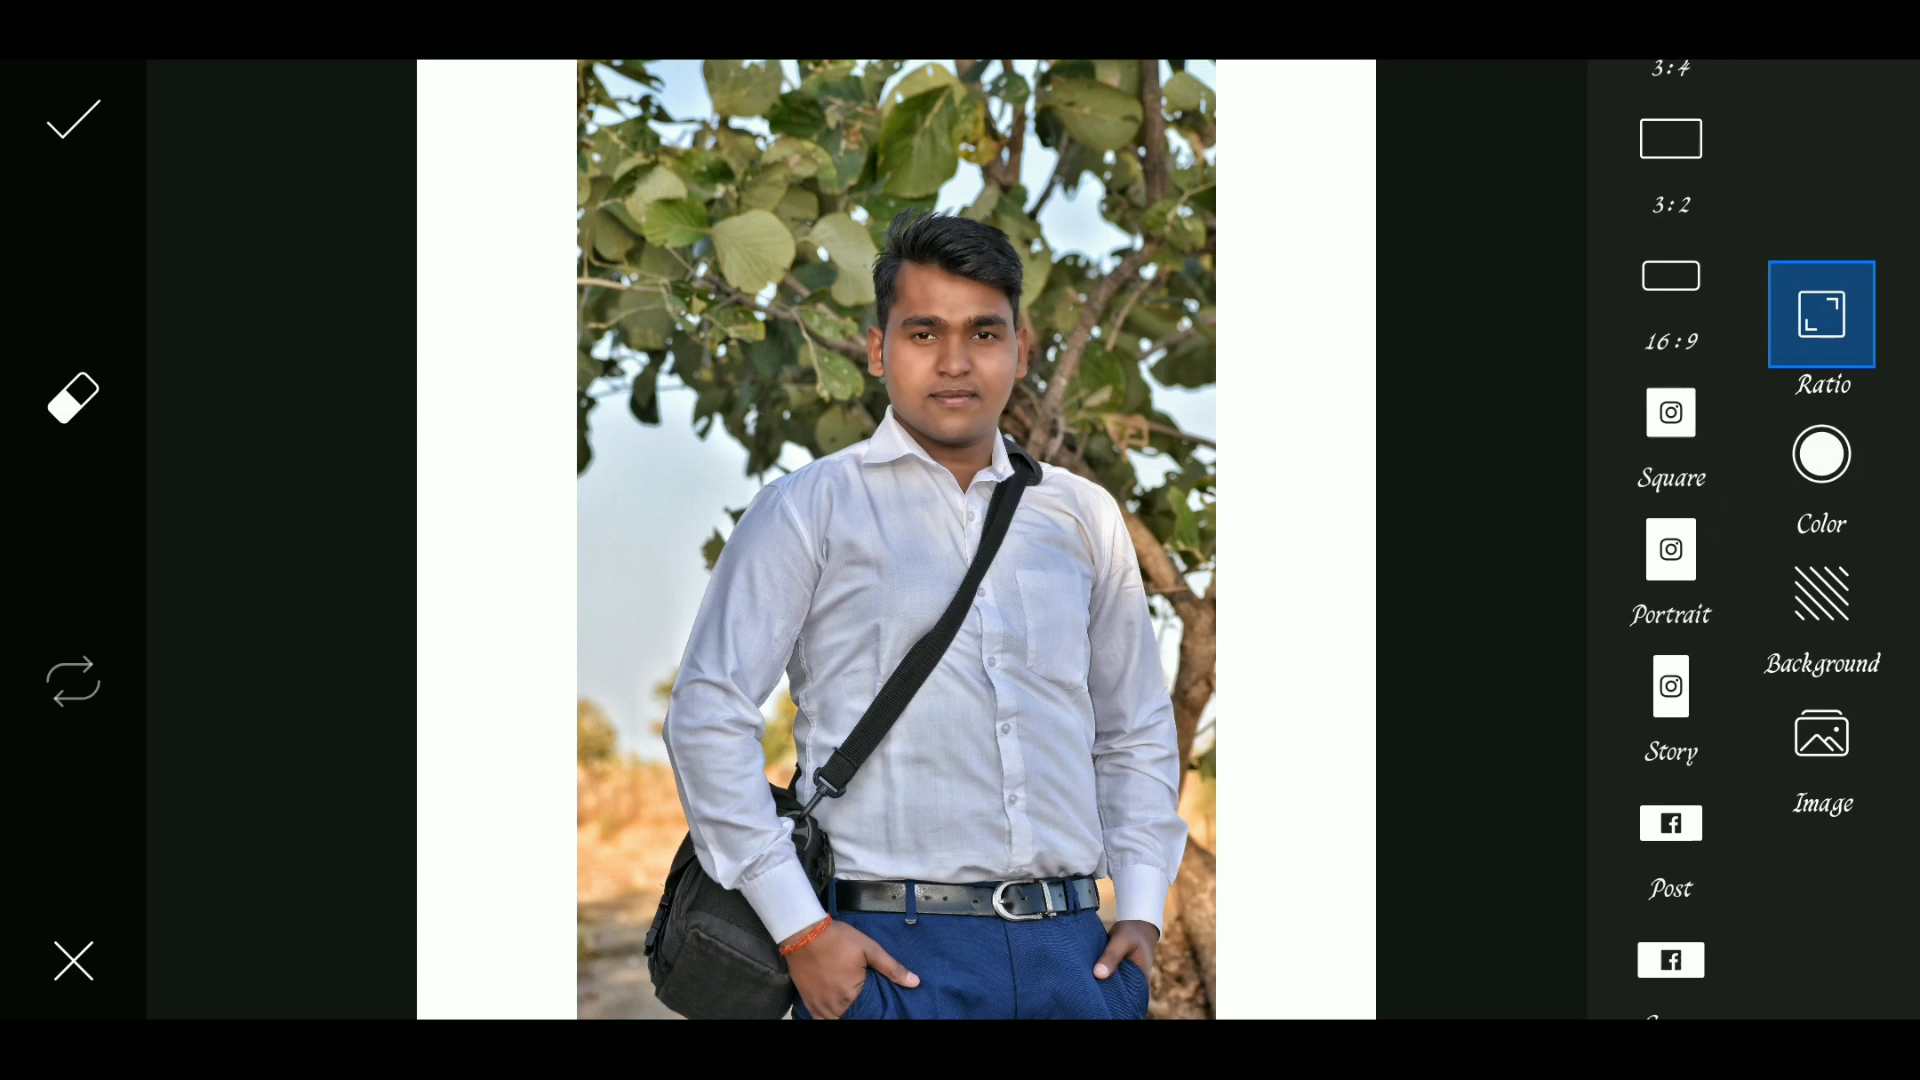 3:4
3:2
16:9
Square
Portrait
Story
Post
Ratio
Color
Background
Image